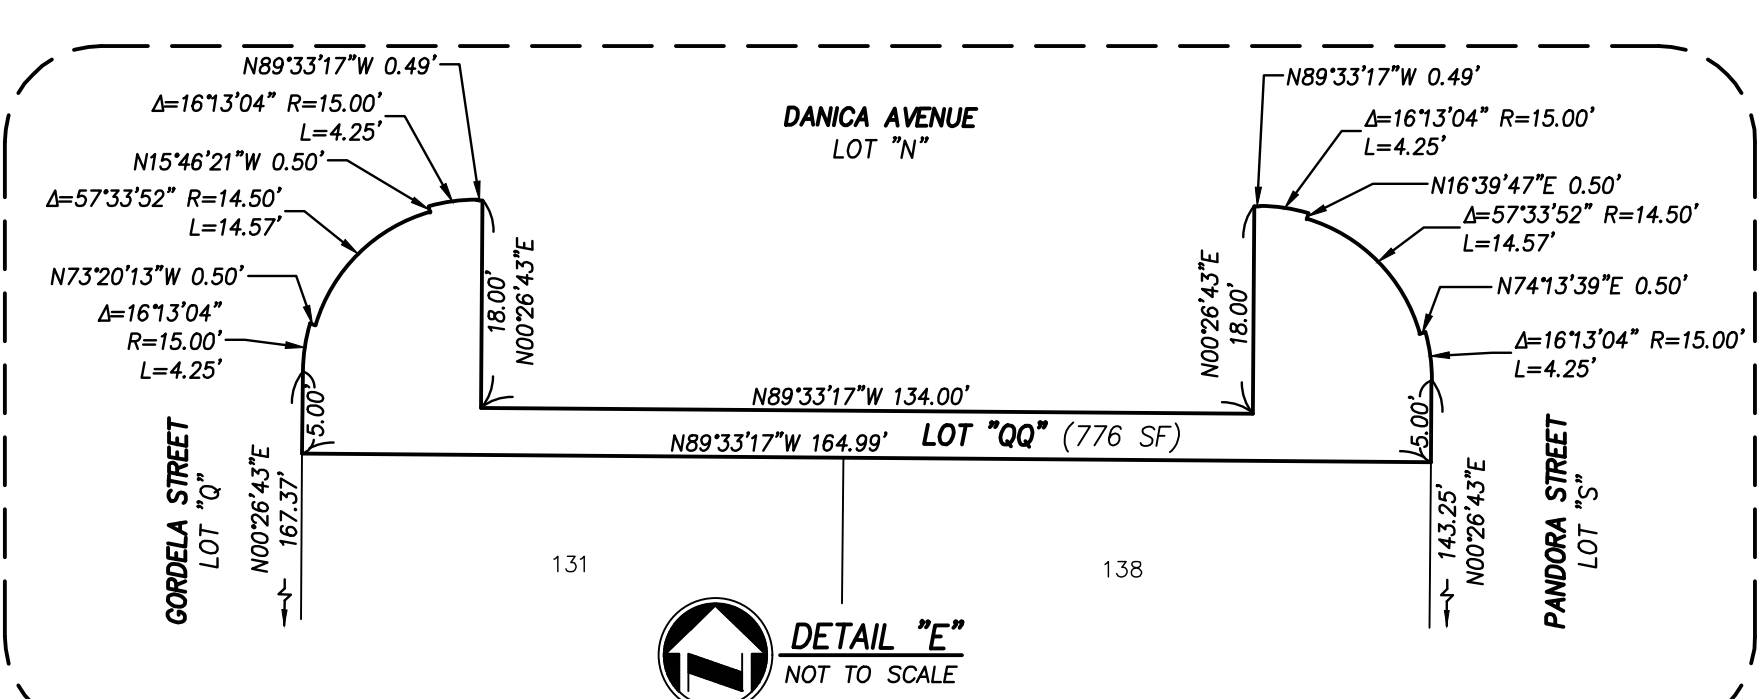 N89°33'17"W 0.49'
Δ=16°13'04" R=15.00'
L=4.25'
N15°46'21"W 0.50'
Δ=57°33'52" R=14.50'
L=14.57'
N73°20'13"W 0.50'
Δ=16°13'04"
R=15.00'
L=4.25'
DANICA AVENUE
LOT "N"
N89°33'17"W 0.49'
Δ=16°13'04" R=15.00'
L=4.25'
N16°39'47"E 0.50'
Δ=57°33'52" R=14.50'
L=14.57'
N74°13'39"E 0.50'
Δ=16°13'04" R=15.00'
L=4.25'
18.00'
N00°26'43"E
N00°26'43"E
18.00'
N89°33'17"W 134.00'
5.00'
N89°33'17"W 164.99'
LOT "QQ" (776 SF)
5.00'
GORDELA STREET
LOT "Q"
N00°26'43"E
167.37'
143.25'
N00°26'43"E
PANDORA STREET
LOT "S"
131
138
DETAIL "E"
NOT TO SCALE
N